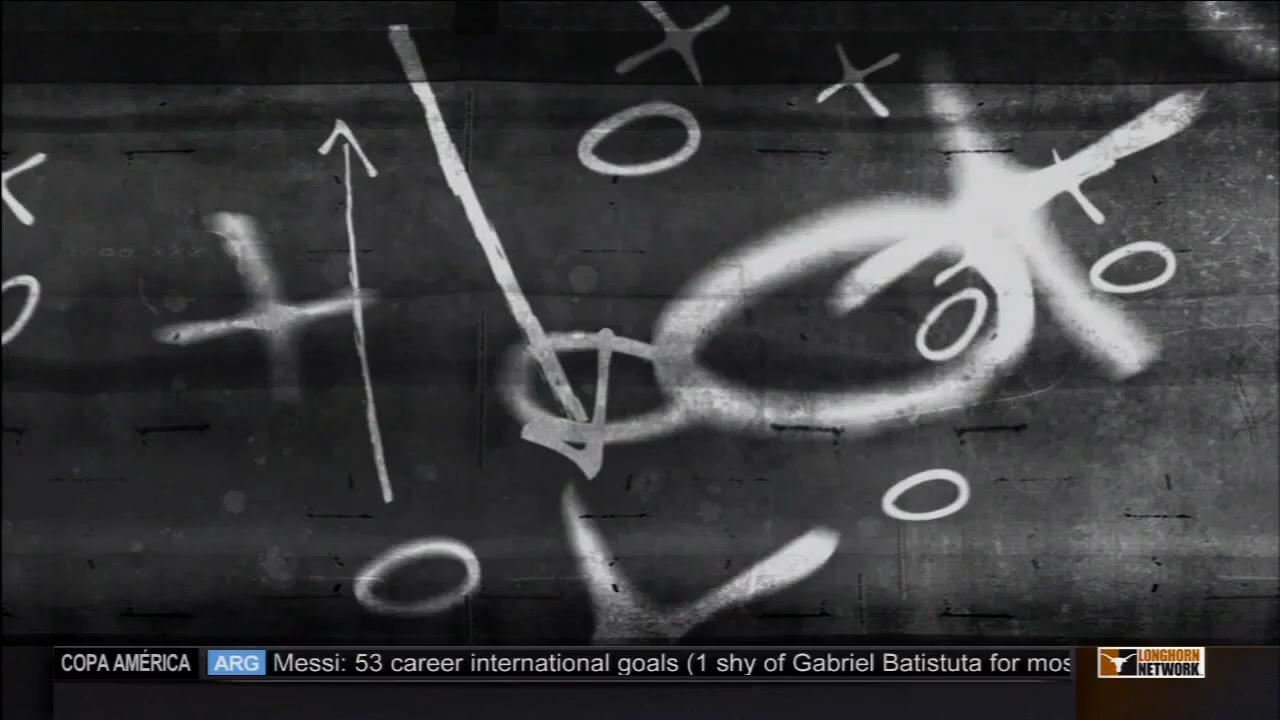 COPA AMÉRICA ARG Messi: 53 career international goals (1 shy of Gabriel Batistuta for mos
LONGHORN
NETWORK